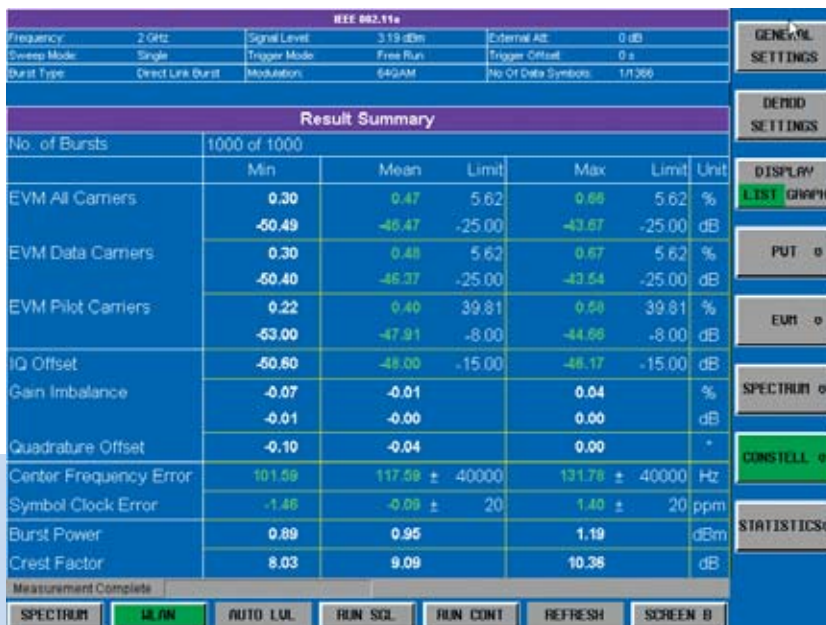 IEEE 802.11a
Frequency: 2 GHz Signal Level: 3.19 dBm External Att: 0 dB
Sweep Mode: Single Trigger Mode: Free Run Trigger Offset: 0 s
Burst Type: Direct Link Burst Modulation: 64QAM No Of Data Symbols: 1/1366
Result Summary
No. of Bursts 1000 of 1000
Min Mean Limit Max Limit Unit
EVM All Carriers 0.30 0.47 5.62 0.66 5.62 %
-50.49 -46.47 -25.00 -43.67 -25.00 dB
EVM Data Carriers 0.30 0.48 5.62 0.67 5.62 %
-50.40 -46.37 -25.00 -43.54 -25.00 dB
EVM Pilot Carriers 0.22 0.40 39.81 0.58 39.81 %
-53.00 -47.91 -8.00 -44.66 -8.00 dB
IQ Offset -50.60 -48.00 -15.00 -46.17 -15.00 dB
Gain Imbalance -0.07 -0.01 0.04 %
-0.01 -0.00 0.00 dB
Quadrature Offset -0.10 -0.04 0.00 °
Center Frequency Error 101.59 117.59 ± 40000 131.78 ± 40000 Hz
Symbol Clock Error -1.46 -0.09 ± 20 1.40 ± 20 ppm
Burst Power 0.89 0.95 1.19 dBm
Crest Factor 8.03 9.09 10.36 dB
Measurement Complete
SPECTRUM WLAN AUTO LVL RUN SGL RUN CONT REFRESH SCREEN B
GENERAL
SETTINGS
DEMOD
SETTINGS
DISPLAY
LIST GRAPH
PVT
EVM
SPECTRUM
CONSTELL
STATISTICS